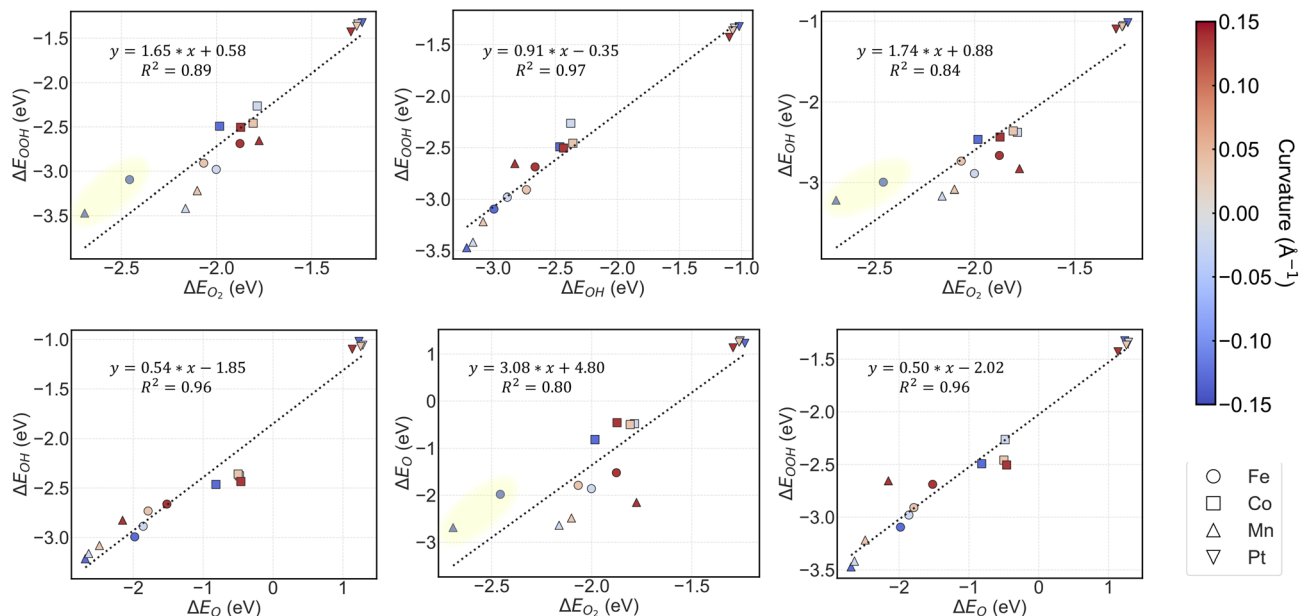 y = 1.65 * x + 0.58
R² = 0.89
−1.5
−2.0
−2.5
−3.0
−3.5
ΔE_OOH (eV)
−2.5
−2.0
−1.5
ΔE_O₂ (eV)
y = 0.91 * x − 0.35
R² = 0.97
−1.5
−2.0
−2.5
−3.0
−3.5
ΔE_OOH (eV)
−3.0
−2.5
−2.0
−1.5
−1.0
ΔE_OH (eV)
y = 1.74 * x + 0.88
R² = 0.84
−1
−2
−3
ΔE_OH (eV)
−2.5
−2.0
−1.5
ΔE_O₂ (eV)
y = 0.54 * x − 1.85
R² = 0.96
−1.0
−1.5
−2.0
−2.5
−3.0
ΔE_OH (eV)
−2
−1
0
1
ΔE_O (eV)
y = 3.08 * x + 4.80
R² = 0.80
1
0
−1
−2
−3
ΔE_O (eV)
−2.5
−2.0
−1.5
ΔE_O₂ (eV)
y = 0.50 * x − 2.02
R² = 0.96
−1.5
−2.0
−2.5
−3.0
−3.5
ΔE_OOH (eV)
−2
−1
0
1
ΔE_O (eV)
0.15
0.10
0.05
0.00
−0.05
−0.10
−0.15
Curvature (Å⁻¹)
Fe
Co
Mn
Pt